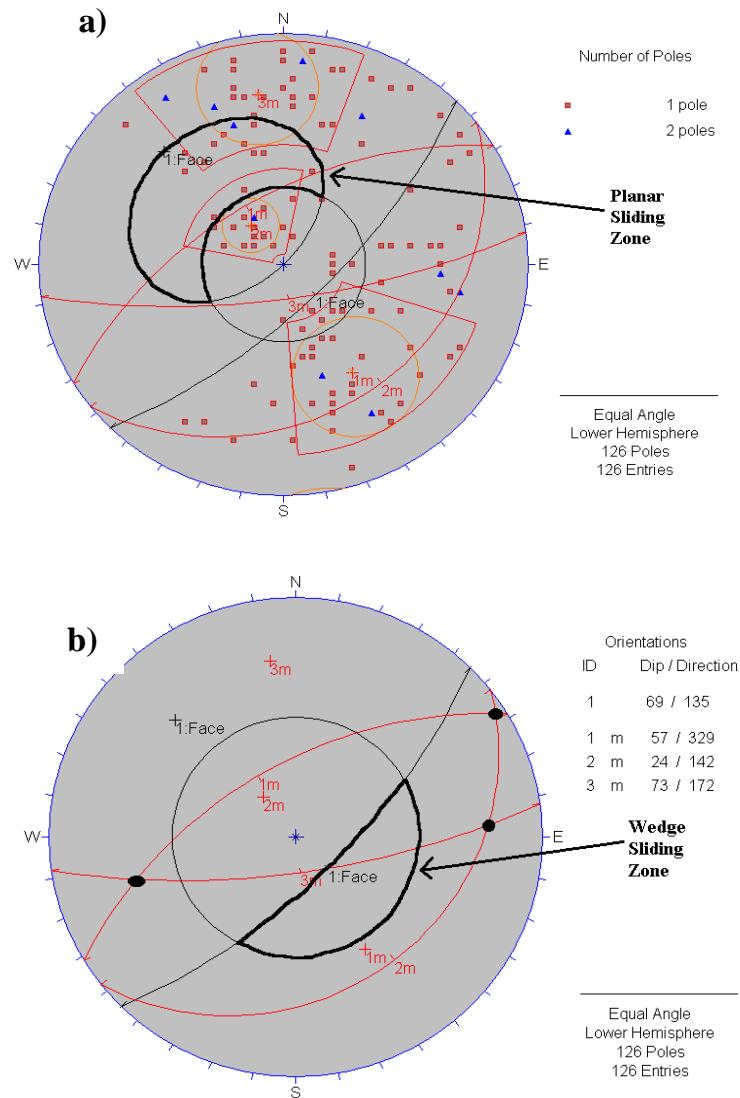 a)
N
Number of Poles
1 pole
2 poles
3m
1:Face
Planar
Sliding
Zone
1m
2m
W
E
3m
1:Face
1m
2m
Equal Angle
Lower Hemisphere
126 Poles
126 Entries
S
b)
N
Orientations
ID Dip / Direction
1 69 / 135
1 m 57 / 329
2 m 24 / 142
3 m 73 / 172
3m
1:Face
1m
2m
W
E
Wedge
Sliding
Zone
3m
1:Face
1m
2m
Equal Angle
Lower Hemisphere
126 Poles
126 Entries
S